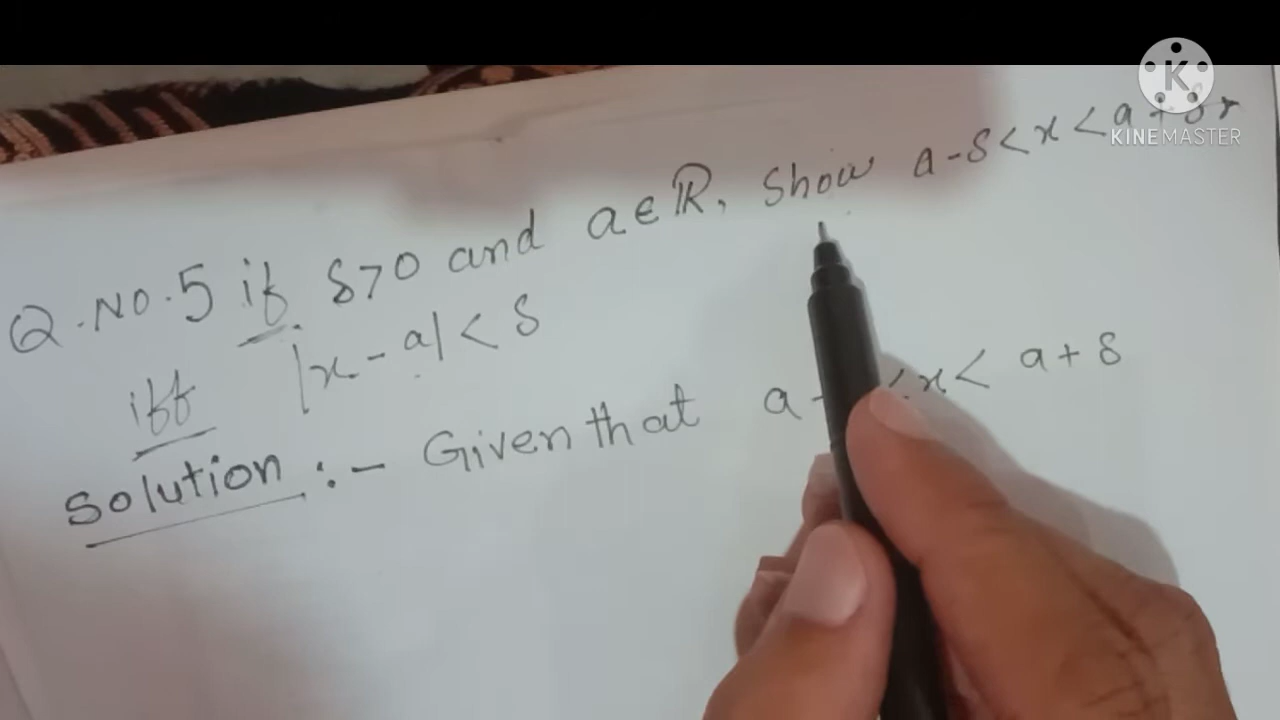 K
KINEMASTER
Q.NO.5 if δ>0 and a∈ℝ, Show a-δ<x<a+δ
iff |x-a|<δ
Solution :- Given that a- <x< a+δ